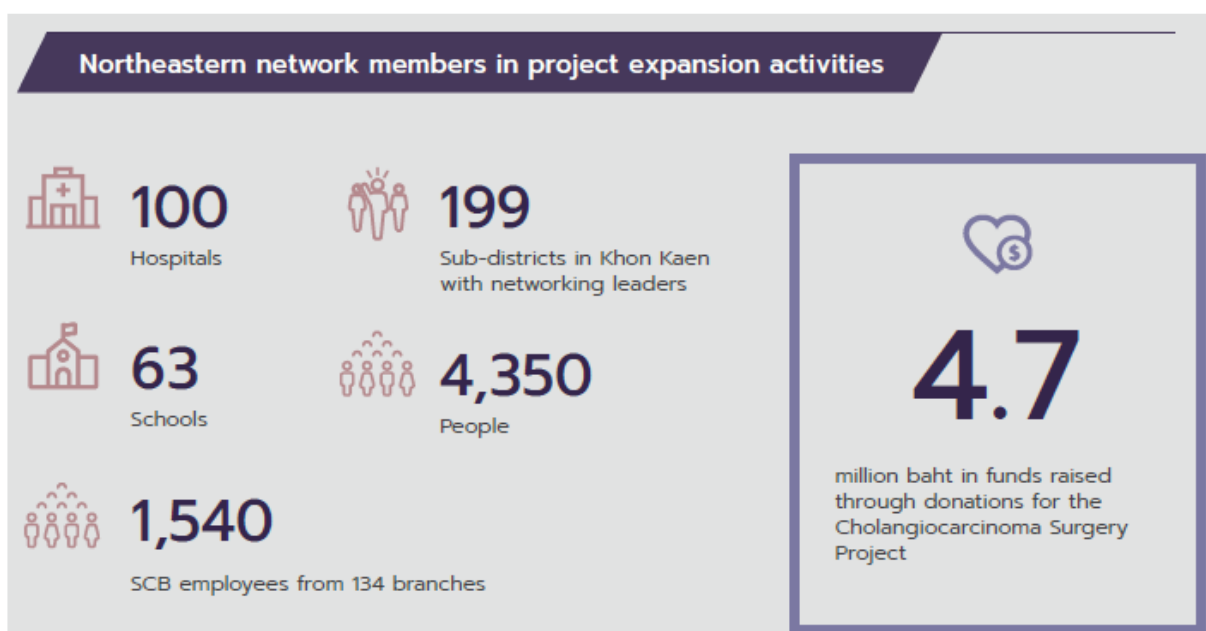 Northeastern network members in project expansion activities
100
Hospitals
199
Sub-districts in Khon Kaen
with networking leaders
63
Schools
4,350
People
1,540
SCB employees from 134 branches
$
4.7
million baht in funds raised
through donations for the
Cholangiocarcinoma Surgery
Project